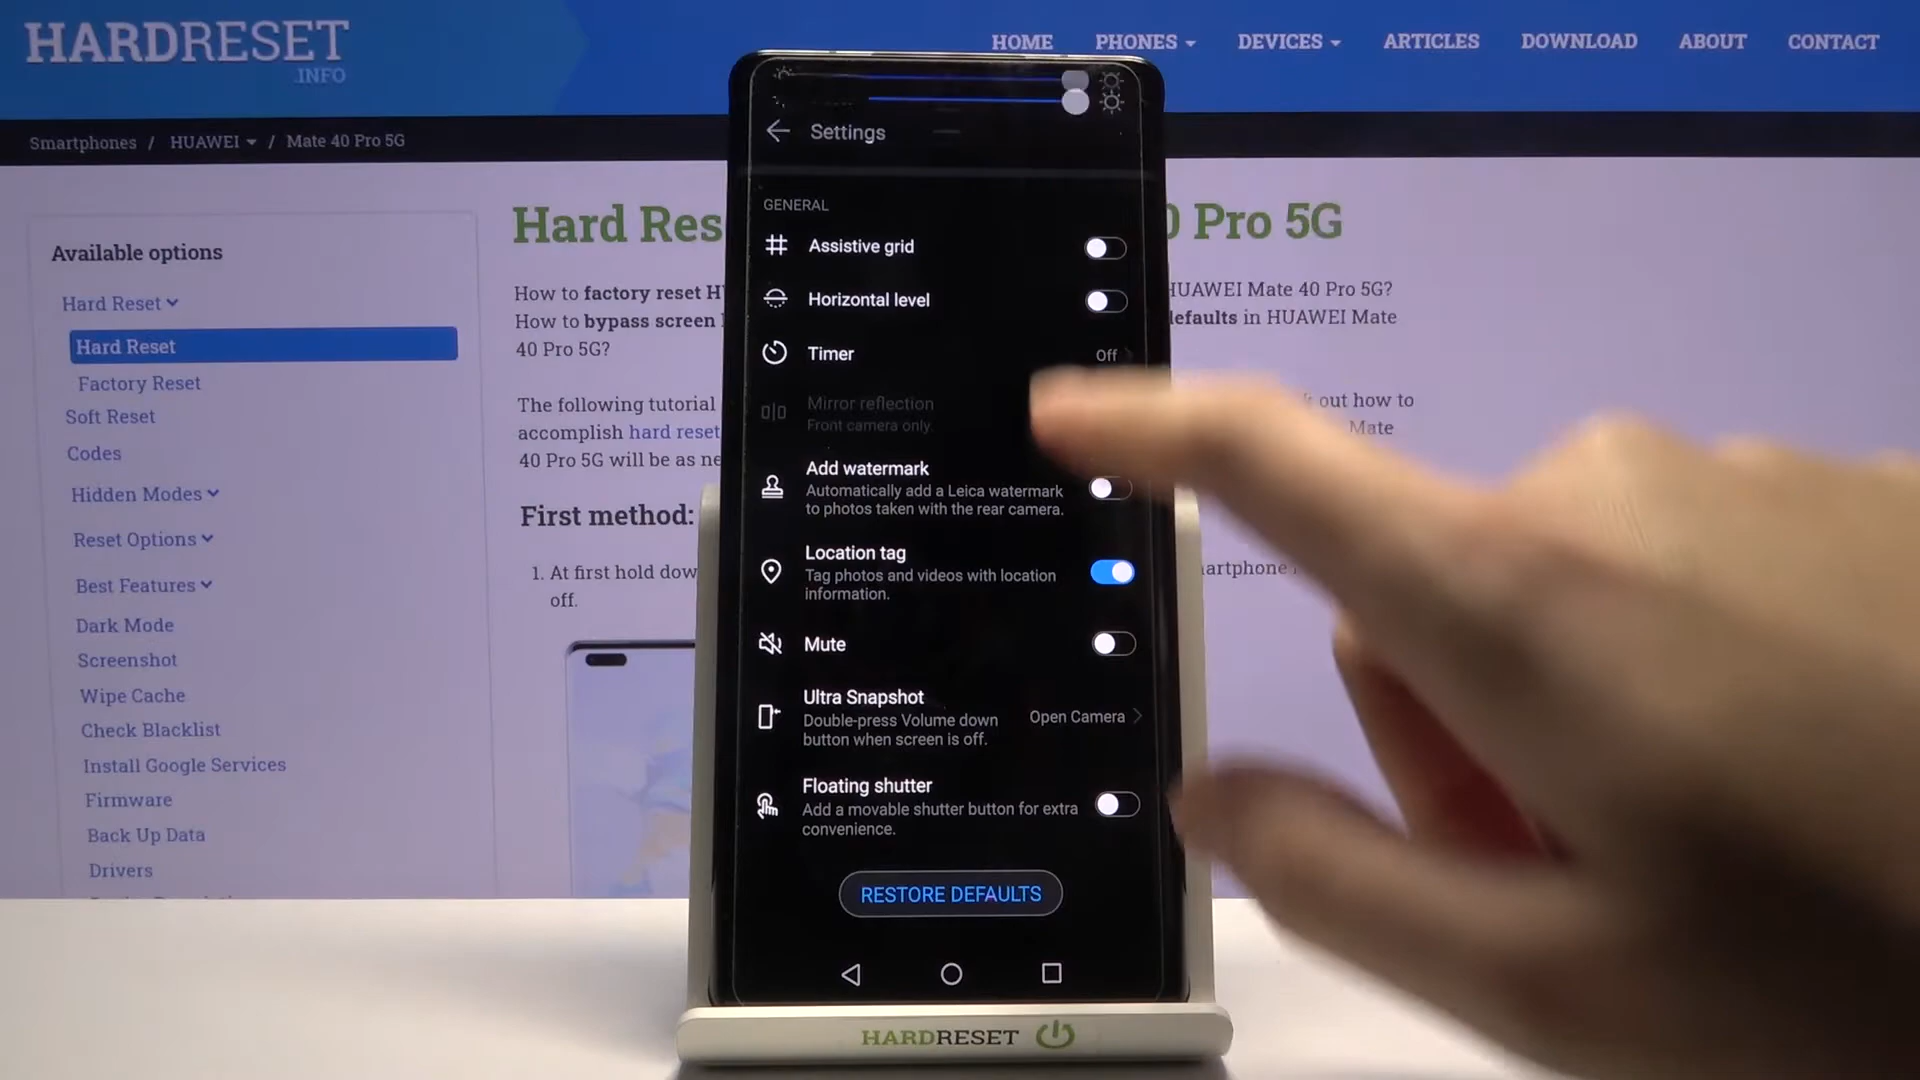 HARDRESET
.INFO
HOME PHONES DEVICES ARTICLES DOWNLOAD ABOUT CONTACT
Smartphones / HUAWEI / Mate 40 Pro 5G
Available options
Hard Reset
Hard Reset
Factory Reset
Soft Reset
Codes
Hidden Modes
Reset Options
Best Features
Dark Mode
Screenshot
Wipe Cache
Check Blacklist
Install Google Services
Firmware
Back Up Data
Drivers
Hard Res 0 Pro 5G
How to factory reset H HUAWEI Mate 40 Pro 5G?
How to bypass screen defaults in HUAWEI Mate
40 Pro 5G?
The following tutorial out how to
accomplish hard reset Mate
40 Pro 5G will be as ne
First method:
1. At first hold dow artphone
off.
Settings
GENERAL
Assistive grid
Horizontal level
Timer Off
Mirror reflection
Front camera only.
Add watermark
Automatically add a Leica watermark
to photos taken with the rear camera.
Location tag
Tag photos and videos with location
information.
Mute
Ultra Snapshot
Double-press Volume down
button when screen is off.
Open Camera
Floating shutter
Add a movable shutter button for extra
convenience.
RESTORE DEFAULTS
HARDRESET